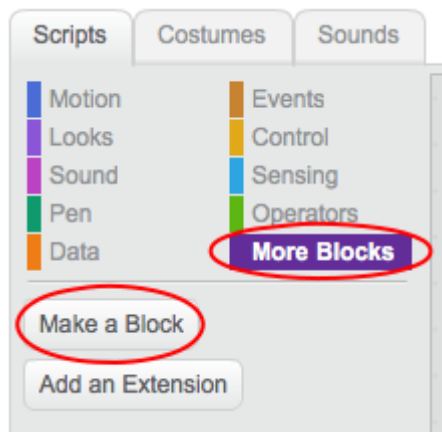 Scripts Costumes Sounds
Motion Events
Looks Control
Sound Sensing
Pen Operators
Data More Blocks
Make a Block
Add an Extension